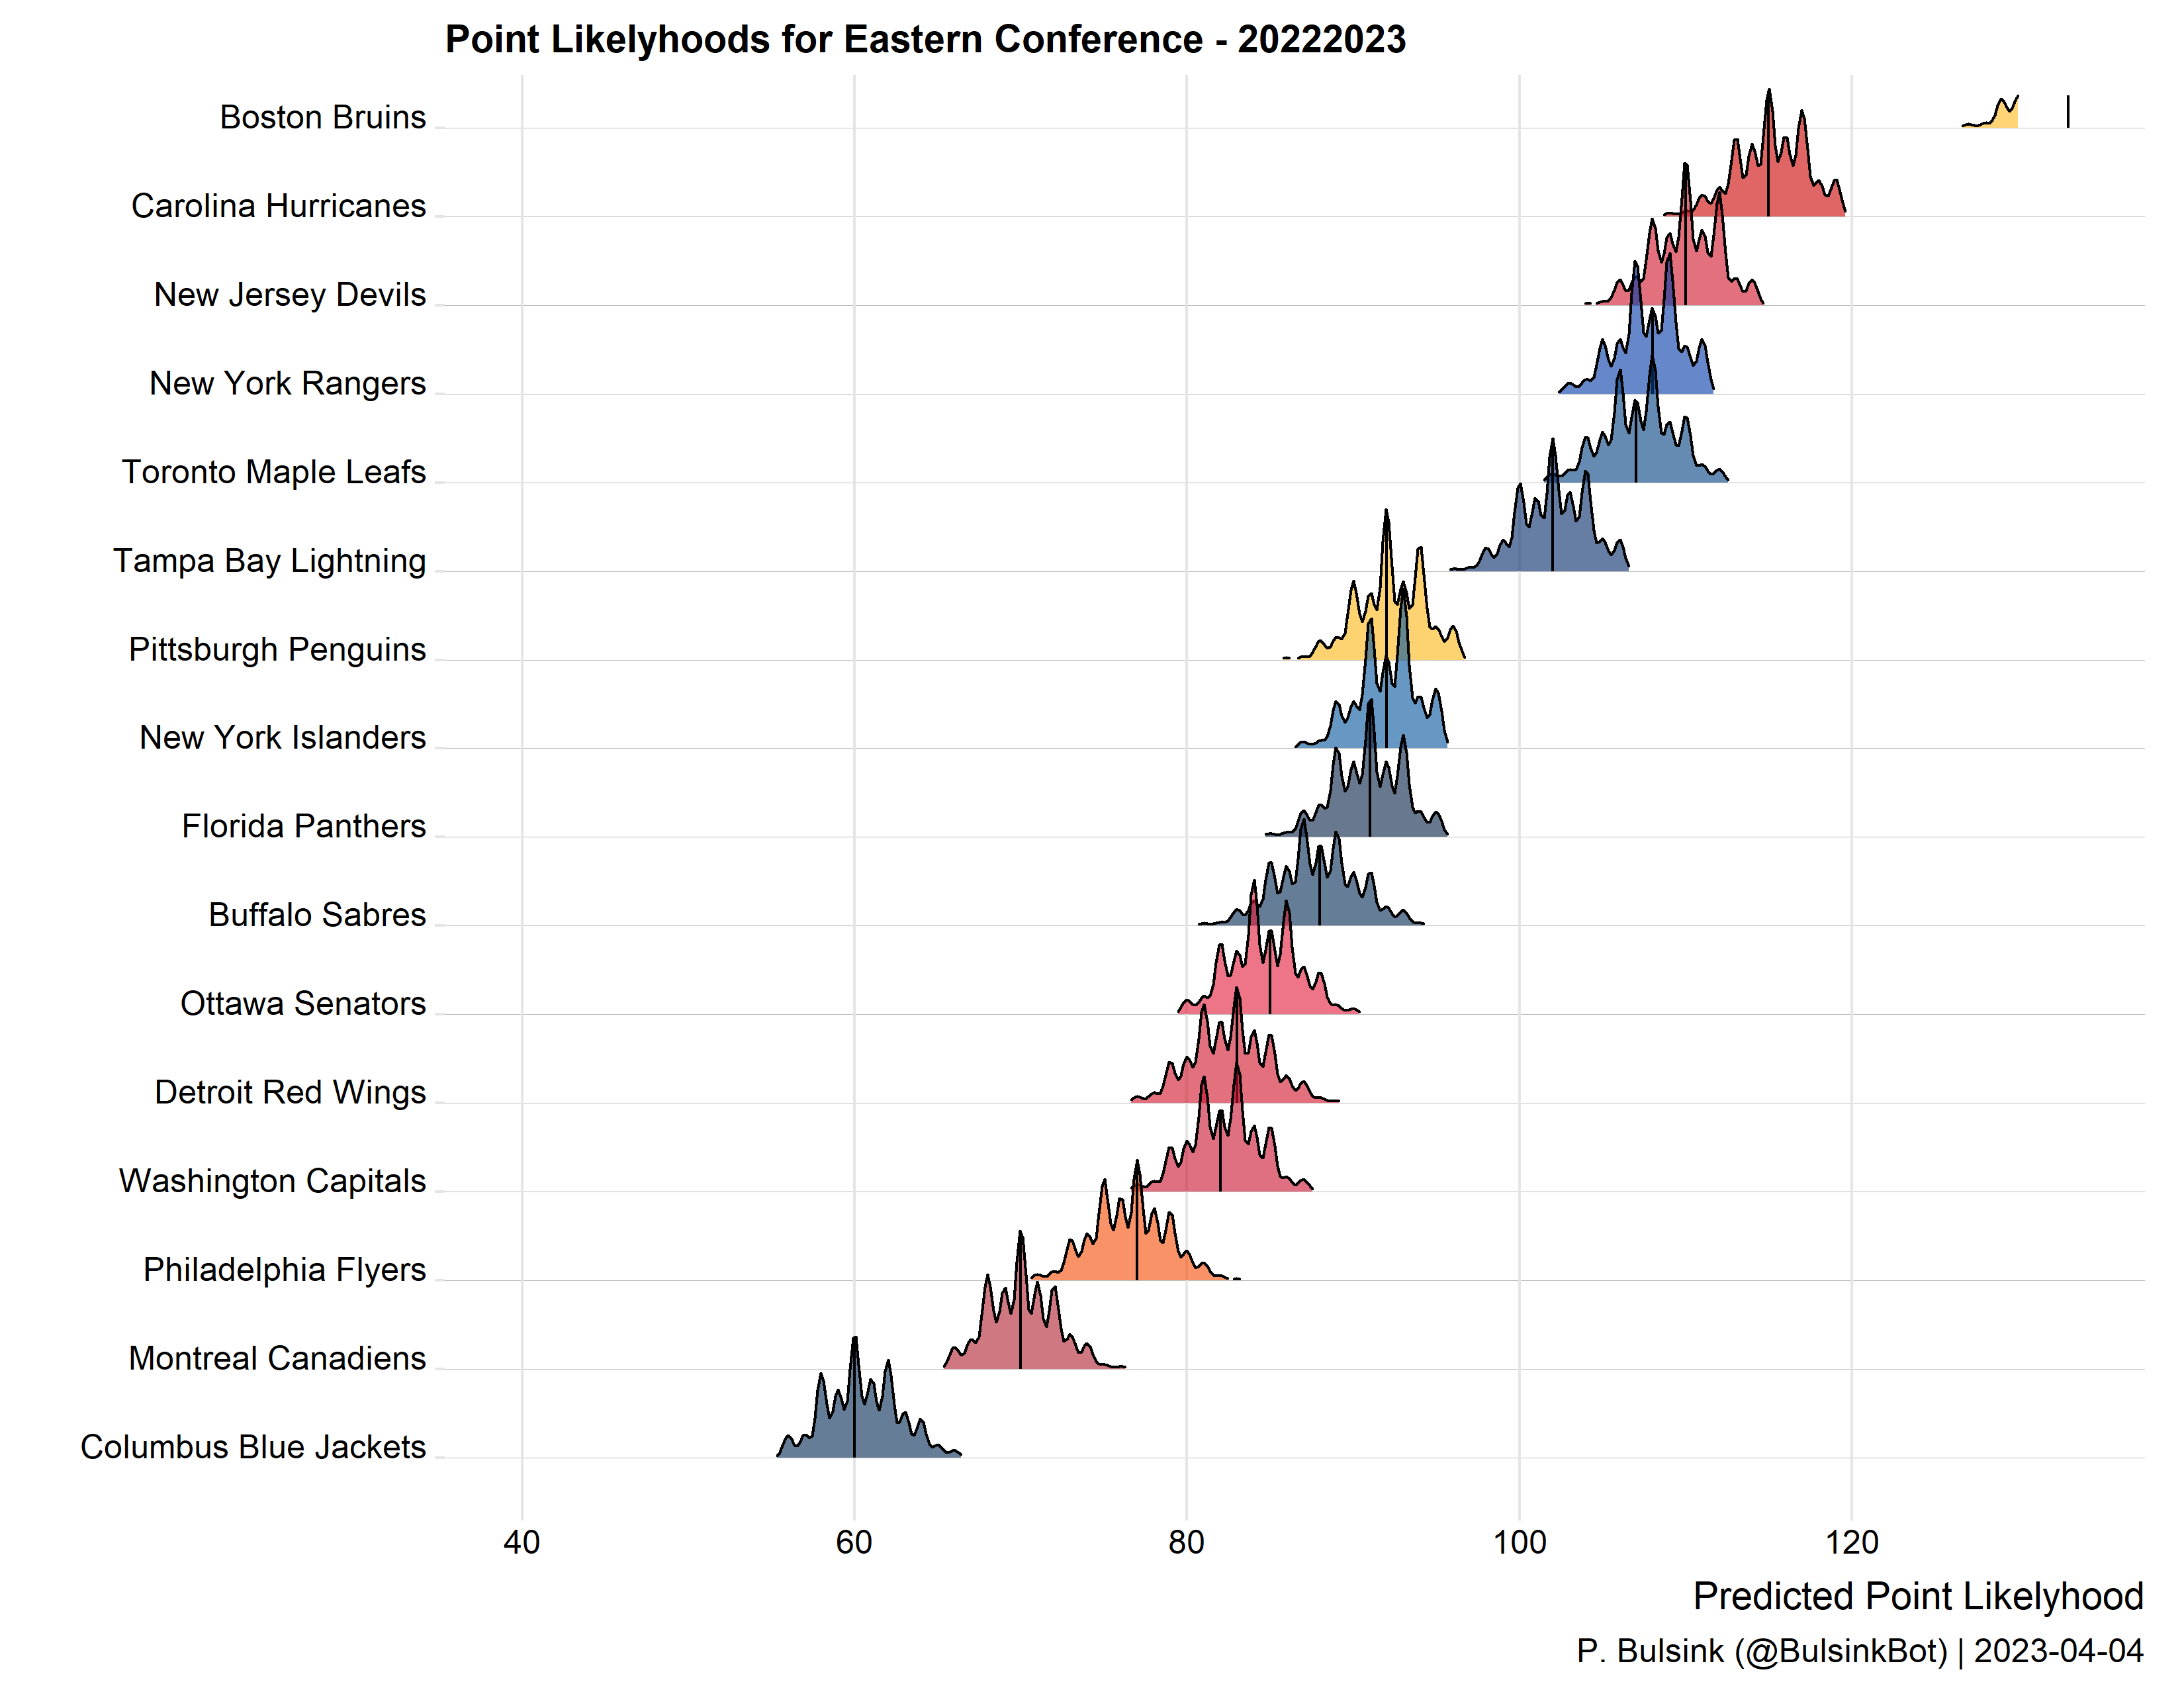 Point Likelyhoods for Eastern Conference - 20222023
Boston Bruins
Carolina Hurricanes
New Jersey Devils
New York Rangers
Toronto Maple Leafs
Tampa Bay Lightning
Pittsburgh Penguins
New York Islanders
Florida Panthers
Buffalo Sabres
Ottawa Senators
Detroit Red Wings
Washington Capitals
Philadelphia Flyers
Montreal Canadiens
Columbus Blue Jackets
40 60 80 100 120
Predicted Point Likelyhood
P. Bulsink (@BulsinkBot) | 2023-04-04